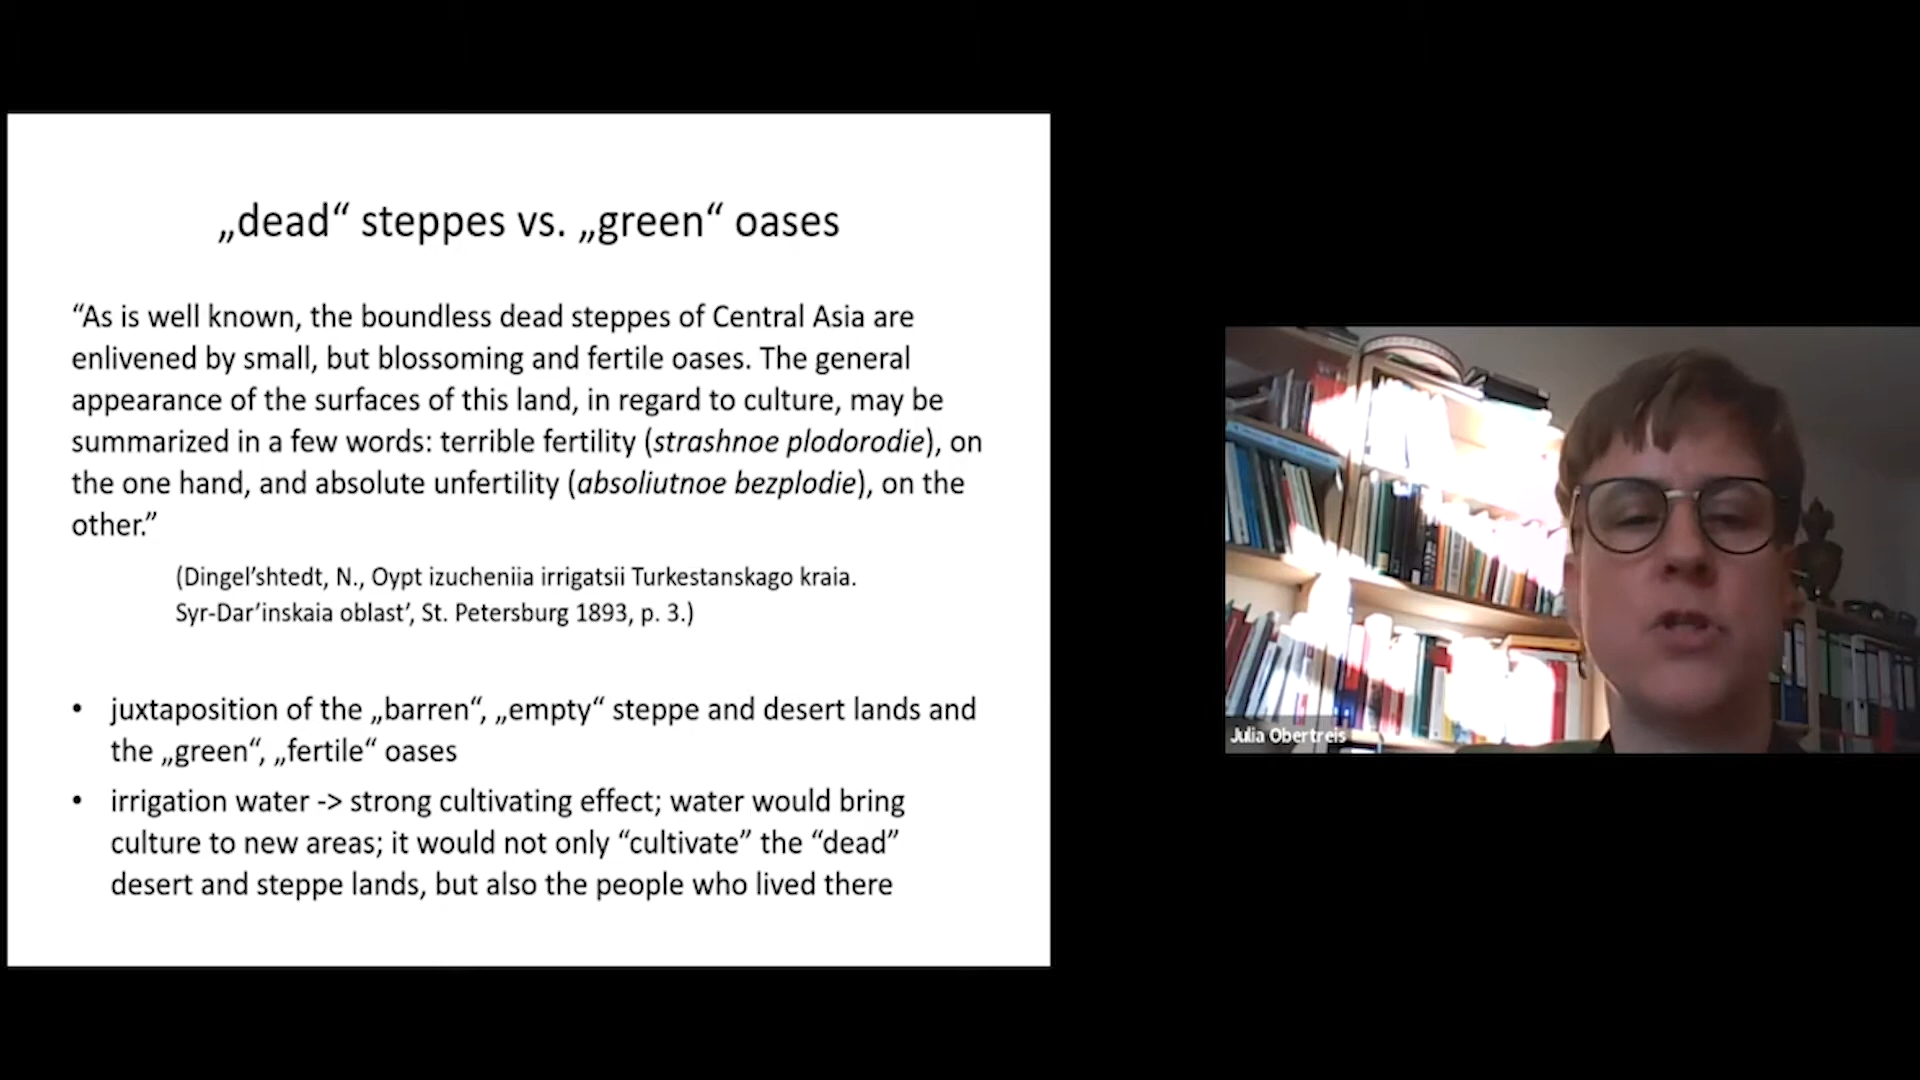 „dead“ steppes vs. „green“ oases
“As is well known, the boundless dead steppes of Central Asia are
enlivened by small, but blossoming and fertile oases. The general
appearance of the surfaces of this land, in regard to culture, may be
summarized in a few words: terrible fertility (strashnoe plodorodie), on
the one hand, and absolute unfertility (absoliutnoe bezplodie), on the
other.”
(Dingel’shtedt, N., Oypt izucheniia irrigatsii Turkestanskago kraia.
Syr-Dar’inskaia oblast’, St. Petersburg 1893, p. 3.)
• juxtaposition of the „barren“, „empty“ steppe and desert lands and
the „green“, „fertile“ oases
• irrigation water -> strong cultivating effect; water would bring
culture to new areas; it would not only “cultivate” the “dead”
desert and steppe lands, but also the people who lived there
Julia Obertreis